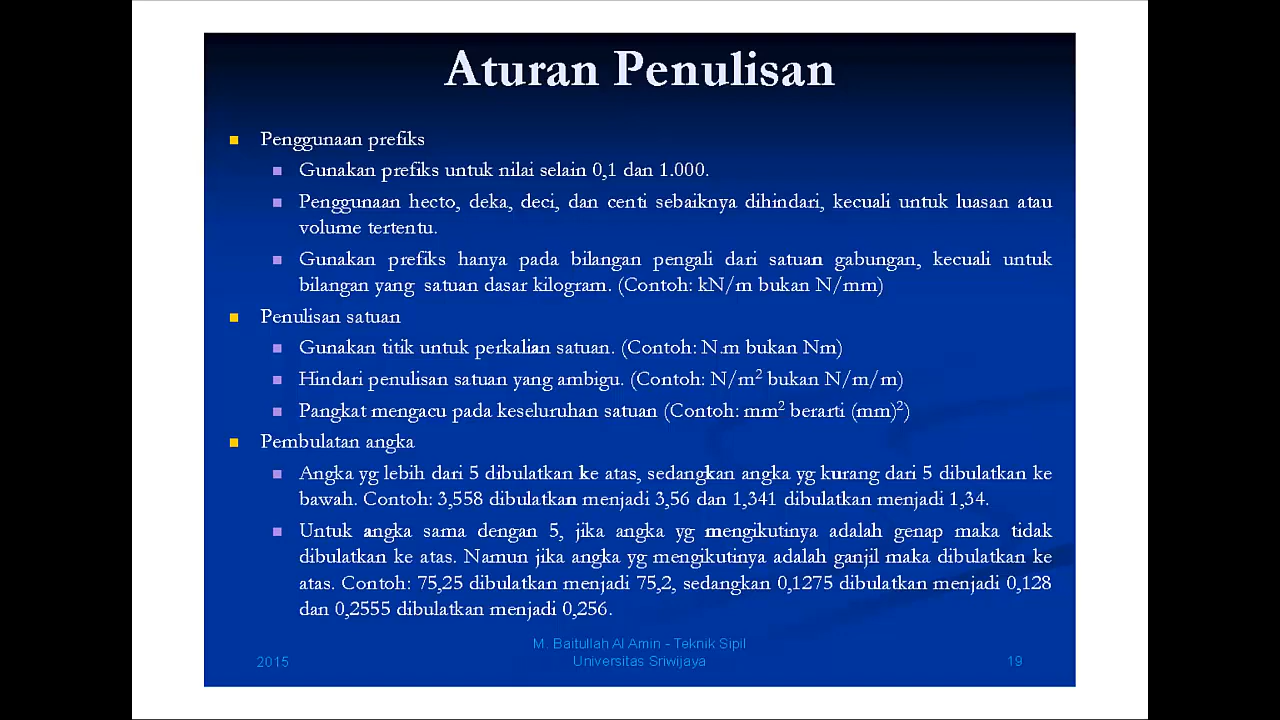 Aturan Penulisan
Penggunaan prefiks
Gunakan prefiks untuk nilai selain 0,1 dan 1.000.
Penggunaan hecto, deka, deci, dan centi sebaiknya dihindari, kecuali untuk luasan atau
volume tertentu.
Gunakan prefiks hanya pada bilangan pengali dari satuan gabungan, kecuali untuk
bilangan yang satuan dasar kilogram. (Contoh: kN/m bukan N/mm)
Penulisan satuan
Gunakan titik untuk perkalian satuan. (Contoh: N.m bukan Nm)
Hindari penulisan satuan yang ambigu. (Contoh: N/m² bukan N/m/m)
Pangkat mengacu pada keseluruhan satuan (Contoh: mm² berarti (mm)²)
Pembulatan angka
Angka yg lebih dari 5 dibulatkan ke atas, sedangkan angka yg kurang dari 5 dibulatkan ke
bawah. Contoh: 3,558 dibulatkan menjadi 3,56 dan 1,341 dibulatkan menjadi 1,34.
Untuk angka sama dengan 5, jika angka yg mengikutinya adalah genap maka tidak
dibulatkan ke atas. Namun jika angka yg mengikutinya adalah ganjil maka dibulatkan ke
atas. Contoh: 75,25 dibulatkan menjadi 75,2, sedangkan 0,1275 dibulatkan menjadi 0,128
dan 0,2555 dibulatkan menjadi 0,256.
M. Baitullah Al Amin - Teknik Sipil
2015 Universitas Sriwijaya 19